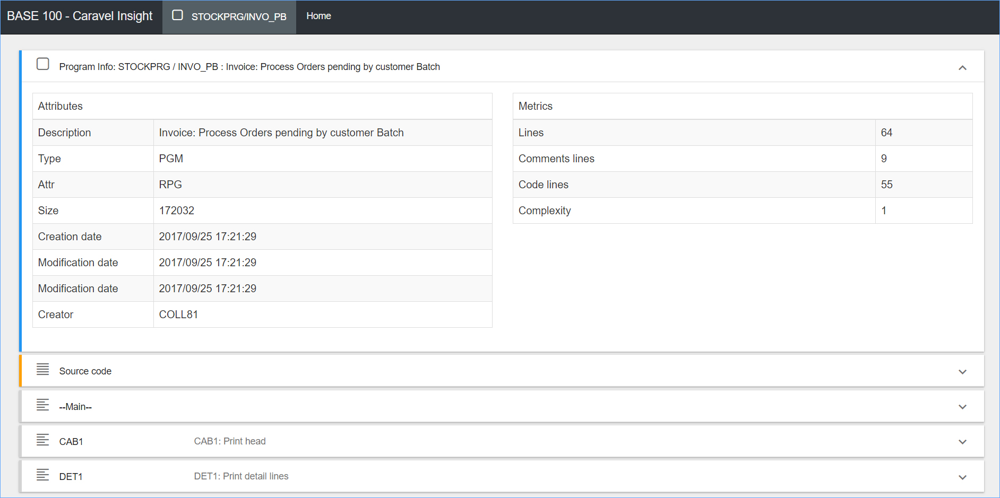 BASE 100 - Caravel Insight STOCKPRG/INVO_PB Home
Program Info: STOCKPRG / INVO_PB : Invoice: Process Orders pending by customer Batch
Attributes
Description Invoice: Process Orders pending by customer Batch
Type PGM
Attr RPG
Size 172032
Creation date 2017/09/25 17:21:29
Modification date 2017/09/25 17:21:29
Modification date 2017/09/25 17:21:29
Creator COLL81
Metrics
Lines 64
Comments lines 9
Code lines 55
Complexity 1
Source code
--Main--
CAB1 CAB1: Print head
DET1 DET1: Print detail lines